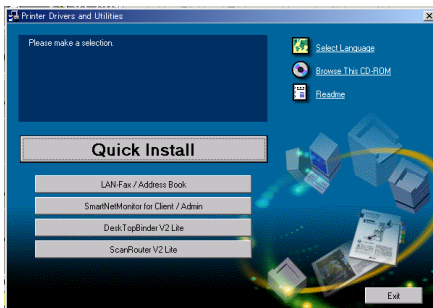 Printer Drivers and Utilities
Please make a selection.
Select Language
Browse This CD-ROM
Readme
Quick Install
LAN-Fax / Address Book
SmartNetMonitor for Client / Admin
DeskTopBinder V2 Lite
ScanRouter V2 Lite
Exit